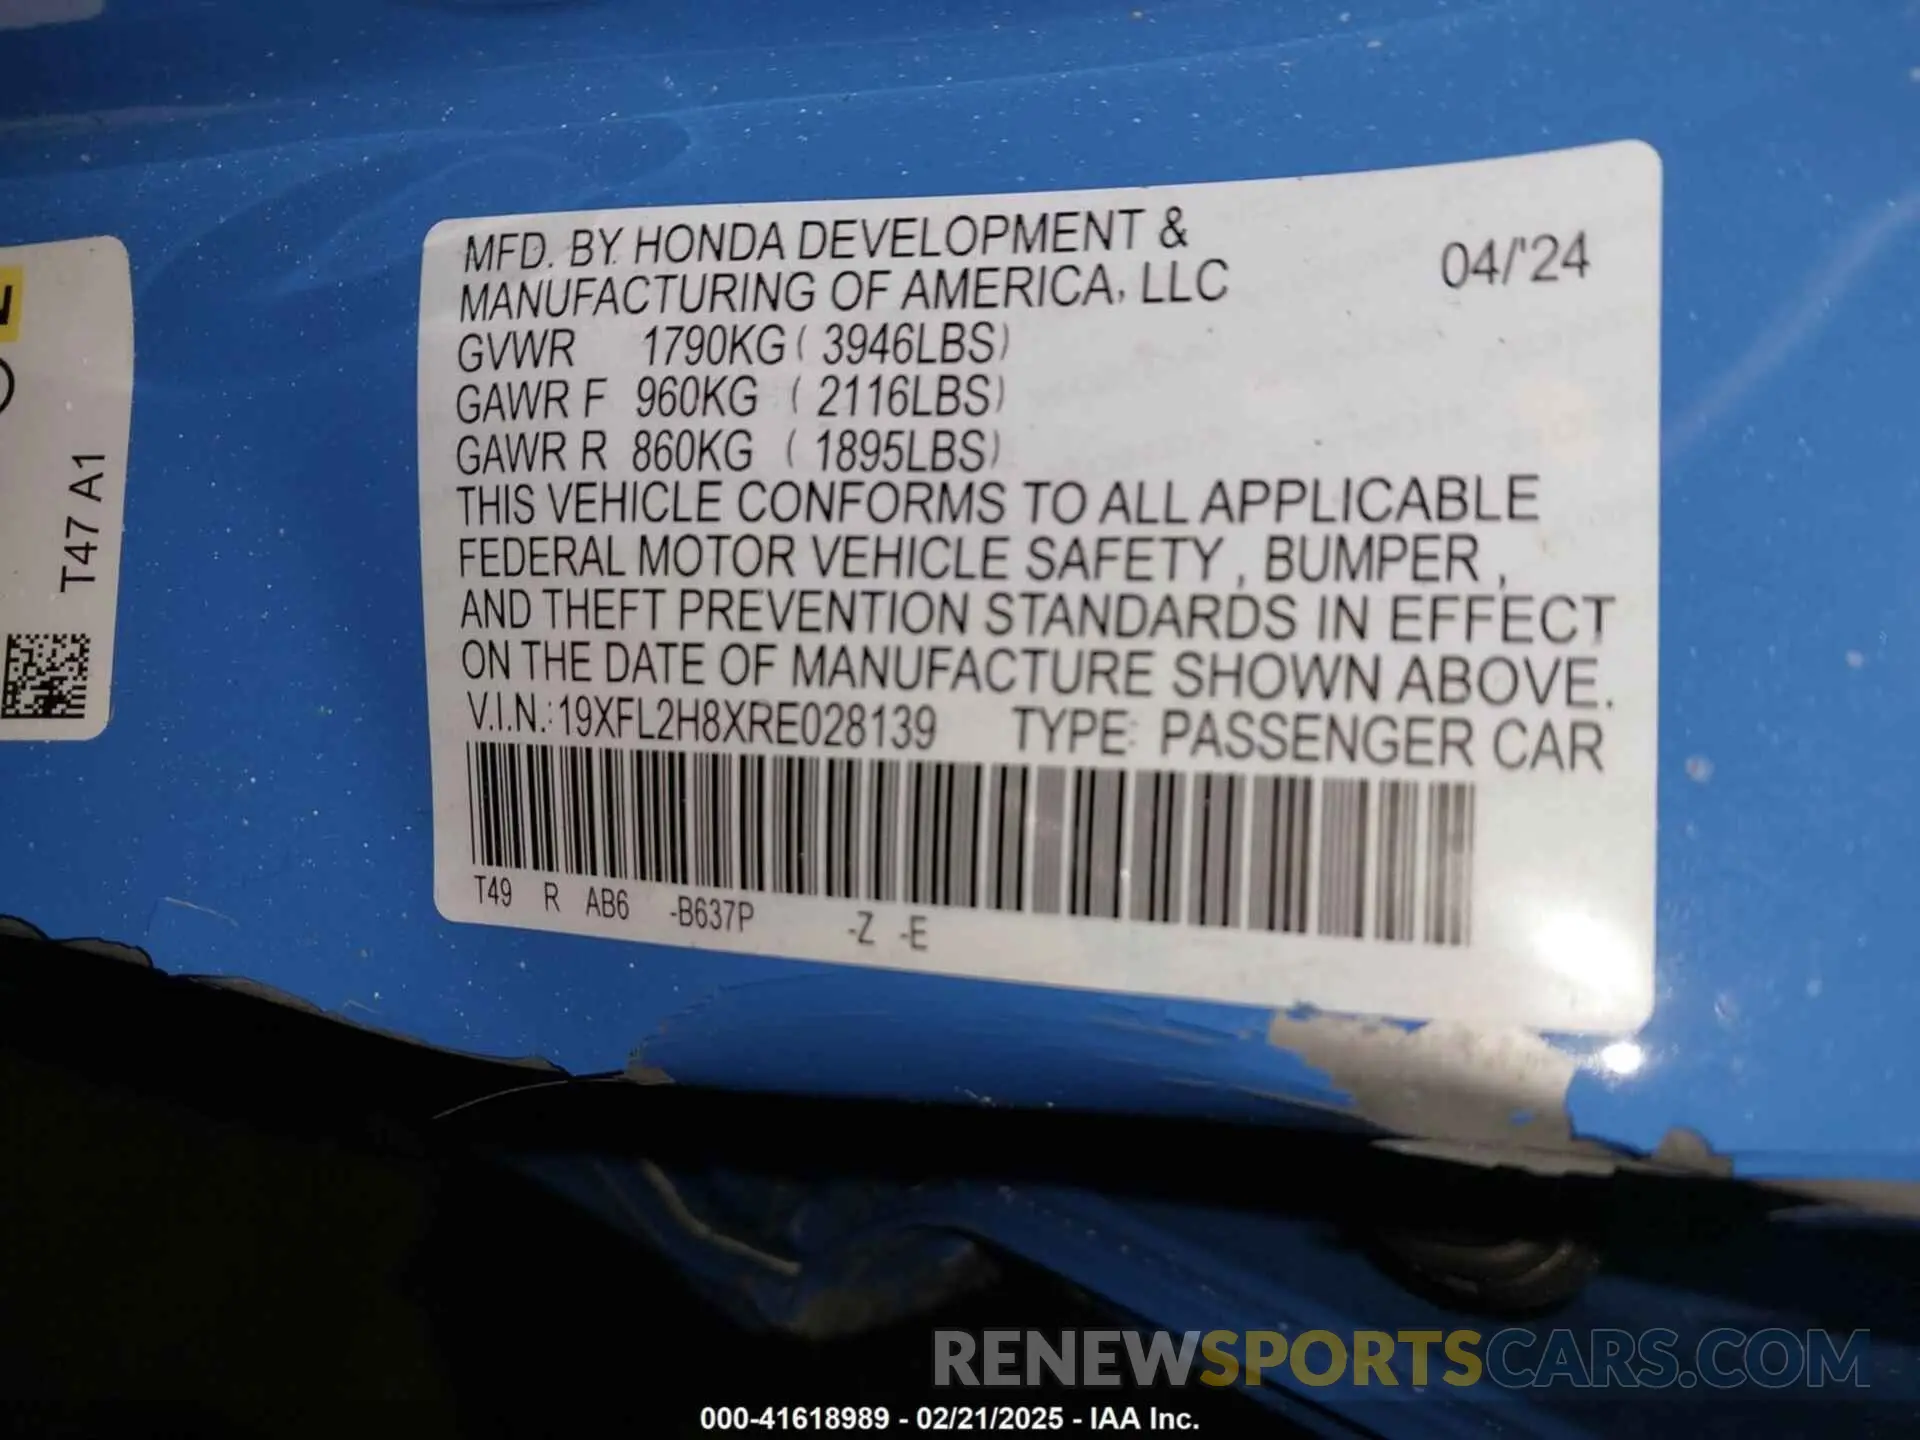 MFD. BY HONDA DEVELOPMENT &
MANUFACTURING OF AMERICA, LLC
04/'24
GVWR 1790KG ( 3946LBS)
GAWR F 960KG ( 2116LBS)
GAWR R 860KG ( 1895LBS)
THIS VEHICLE CONFORMS TO ALL APPLICABLE
FEDERAL MOTOR VEHICLE SAFETY , BUMPER ,
AND THEFT PREVENTION STANDARDS IN EFFECT
ON THE DATE OF MANUFACTURE SHOWN ABOVE.
V.I.N.: 19XFL2H8XRE028139 TYPE: PASSENGER CAR
T49 R AB6 -B637P -Z -E
T47 A1
RENEWSPORTSCARS.COM
000-41618989 - 02/21/2025 - IAA Inc.